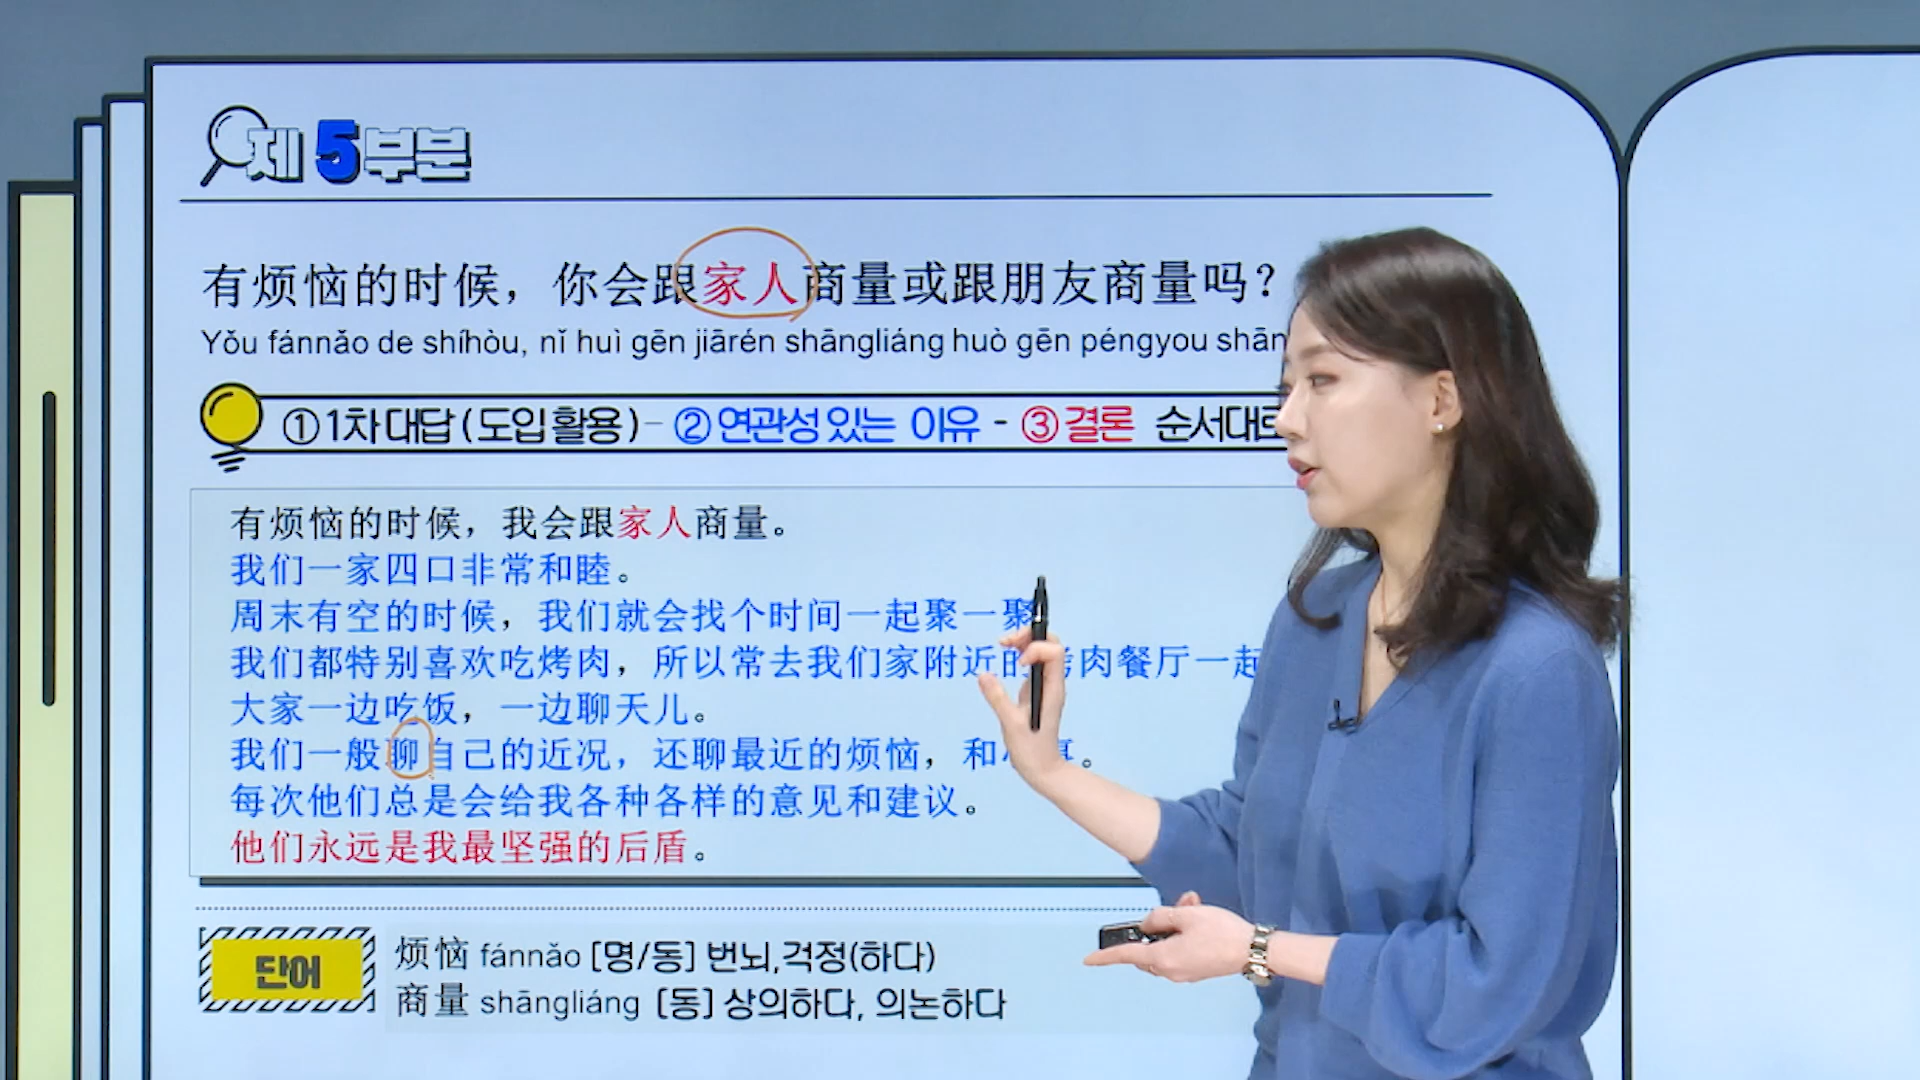 제 5 부분
有烦恼的时候，你会跟家人商量或跟朋友商量吗？
Yǒu fánnǎo de shíhòu, nǐ huì gēn jiārén shāngliáng huò gēn péngyou
① 1차 대답 (도입 활용) - ② 연관성 있는 이유 - ③ 결론 순서대로
有烦恼的时候，我会跟家人商量。
我们一家四口非常和睦。
周末有空的时候，我们就会找个时间一起聚一聚
我们都特别喜欢吃烤肉，所以常去我们家附近的烤肉餐厅一起
大家一边吃饭，一边聊天儿。
我们一般聊自己的近况，还聊最近的烦恼，和
每次他们总是会给我各种各样的意见和建议。
他们永远是我最坚强的后盾。
단어
烦恼 fánnǎo [명/동] 번뇌,걱정(하다)
商量 shāngliáng [동] 상의하다, 의논하다